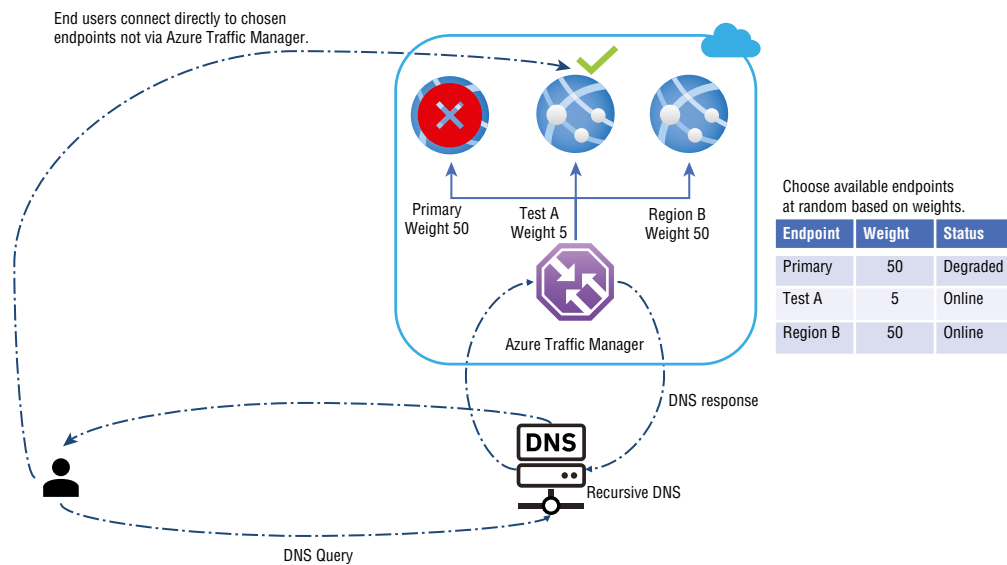 End users connect directly to chosen
endpoints not via Azure Traffic Manager.
Primary
Weight 50
Test A
Weight 5
Region B
Weight 50
Azure Traffic Manager
Choose available endpoints
at random based on weights.
Endpoint Weight Status
Primary 50 Degraded
Test A 5 Online
Region B 50 Online
DNS response
DNS
Recursive DNS
DNS Query